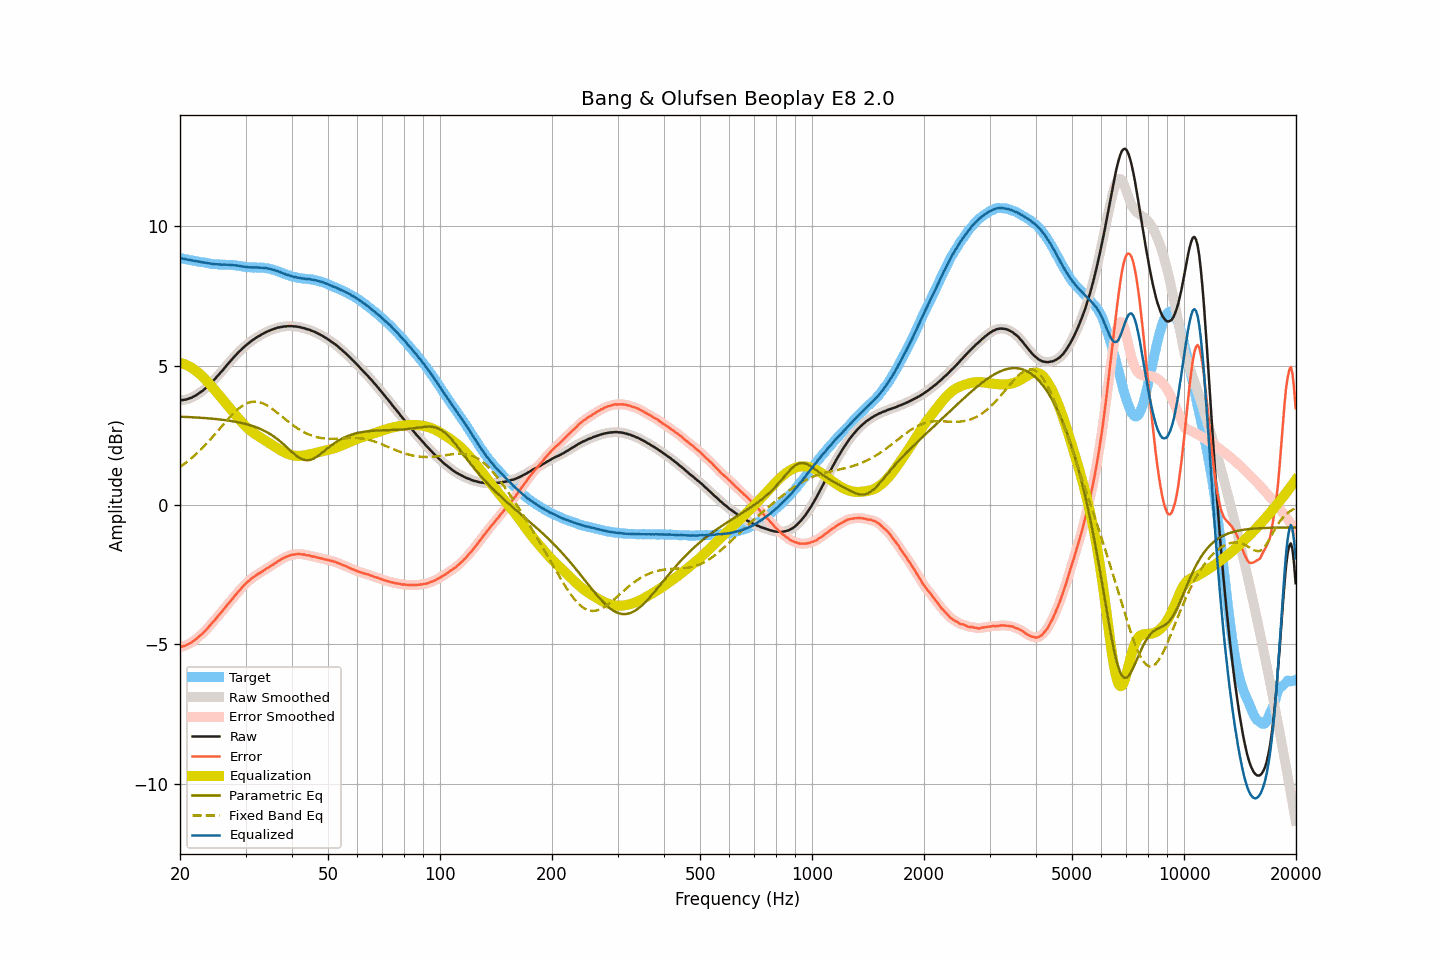 Bang & Olufsen Beoplay E8 2.0
Amplitude (dBr)
10
5
0
−5
−10
Target
Raw Smoothed
Error Smoothed
Raw
Error
Equalization
Parametric Eq
Fixed Band Eq
Equalized
20 50 100 200 500 1000 2000 5000 10000 20000
Frequency (Hz)